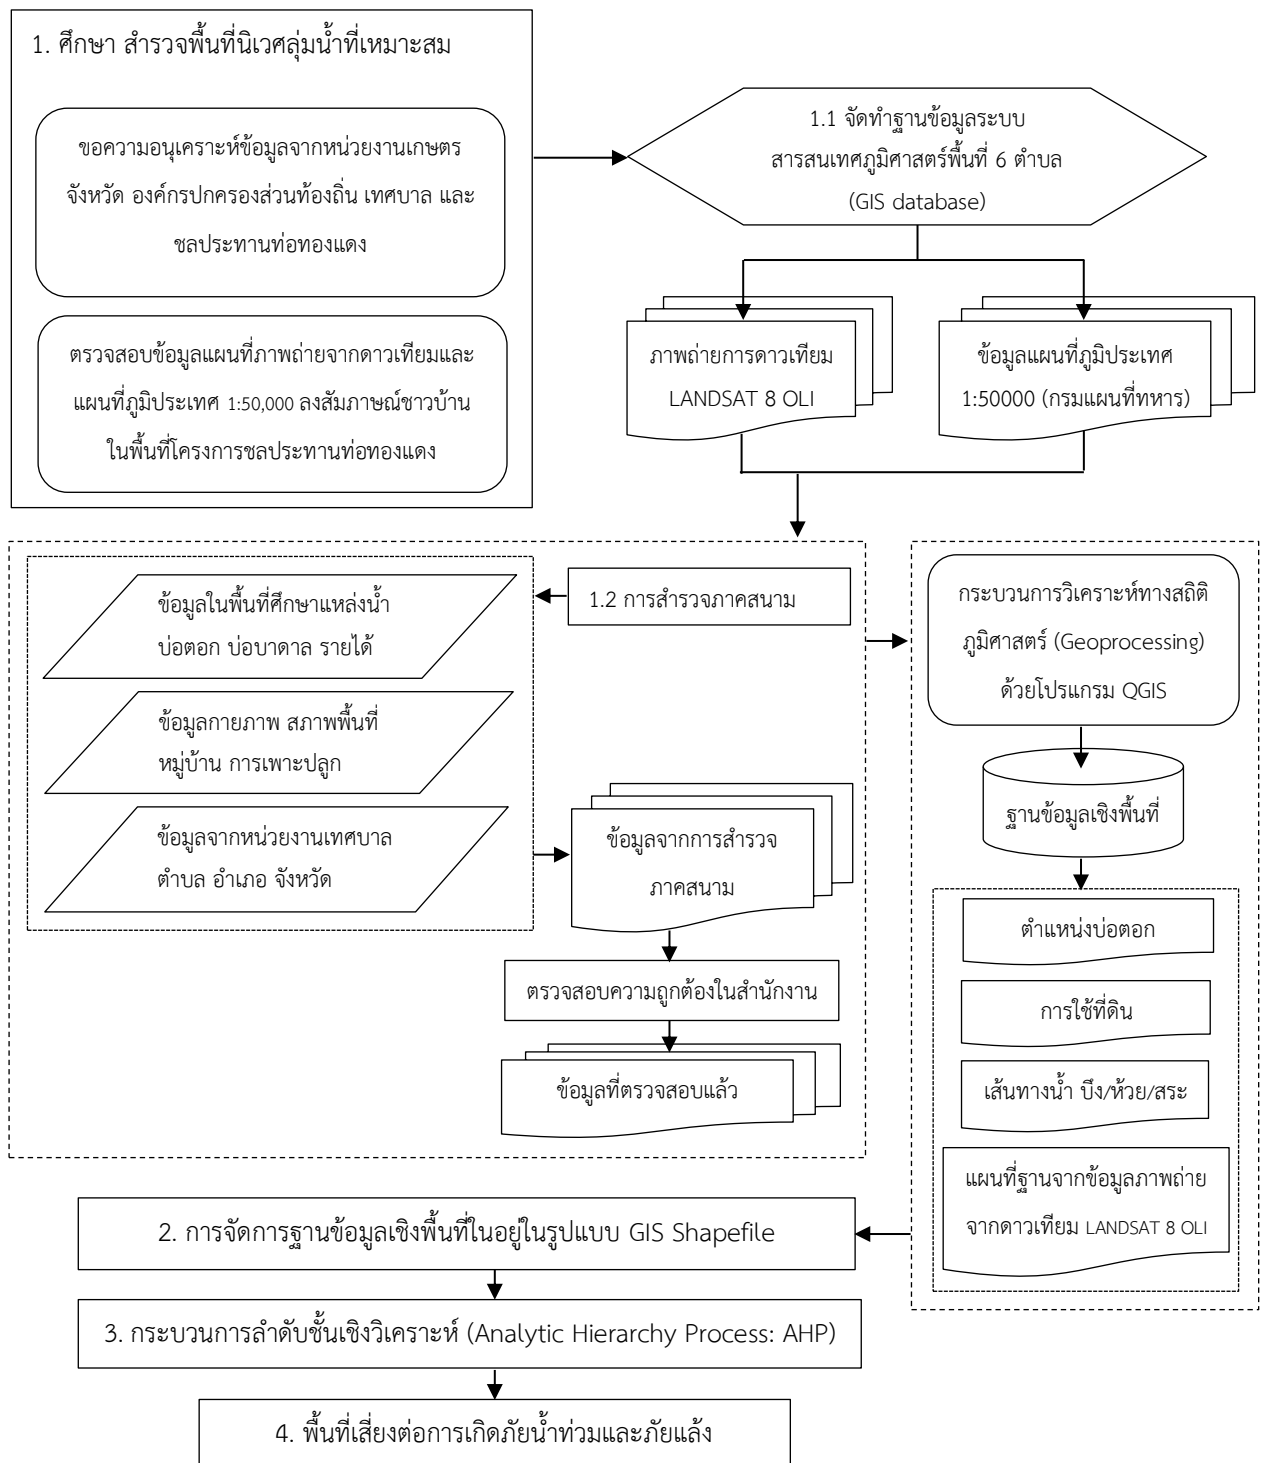 1. ศึกษา สำรวจพื้นที่นิเวศลุ่มน้ำที่เหมาะสม
ขอความอนุเคราะห์ข้อมูลจากหน่วยงานเกษตร
จังหวัด องค์กรปกครองส่วนท้องถิ่น เทศบาล และ
ชลประทานท่อทองแดง
ตรวจสอบข้อมูลแผนที่ภาพถ่ายจากดาวเทียมและ
แผนที่ภูมิประเทศ 1:50,000 ลงสัมภาษณ์ชาวบ้าน
ในพื้นที่โครงการชลประทานท่อทองแดง
1.1 จัดทำฐานข้อมูลระบบ
สารสนเทศภูมิศาสตร์พื้นที่ 6 ตำบล
(GIS database)
ภาพถ่ายการดาวเทียม
LANDSAT 8 OLI
ข้อมูลแผนที่ภูมิประเทศ
1:50000 (กรมแผนที่ทหาร)
1.2 การสำรวจภาคสนาม
ข้อมูลในพื้นที่ศึกษาแหล่งน้ำ
บ่อตอก บ่อบาดาล รายได้
ข้อมูลกายภาพ สภาพพื้นที่
หมู่บ้าน การเพาะปลูก
ข้อมูลจากหน่วยงานเทศบาล
ตำบล อำเภอ จังหวัด
ข้อมูลจากการสำรวจ
ภาคสนาม
ตรวจสอบความถูกต้องในสำนักงาน
ข้อมูลที่ตรวจสอบแล้ว
กระบวนการวิเคราะห์ทางสถิติ
ภูมิศาสตร์ (Geoprocessing)
ด้วยโปรแกรม QGIS
ฐานข้อมูลเชิงพื้นที่
ตำแหน่งบ่อตอก
การใช้ที่ดิน
เส้นทางน้ำ บึง/ห้วย/สระ
แผนที่ฐานจากข้อมูลภาพถ่าย
จากดาวเทียม LANDSAT 8 OLI
2. การจัดการฐานข้อมูลเชิงพื้นที่ในอยู่ในรูปแบบ GIS Shapefile
3. กระบวนการลำดับชั้นเชิงวิเคราะห์ (Analytic Hierarchy Process: AHP)
4. พื้นที่เสี่ยงต่อการเกิดภัยน้ำท่วมและภัยแล้ง